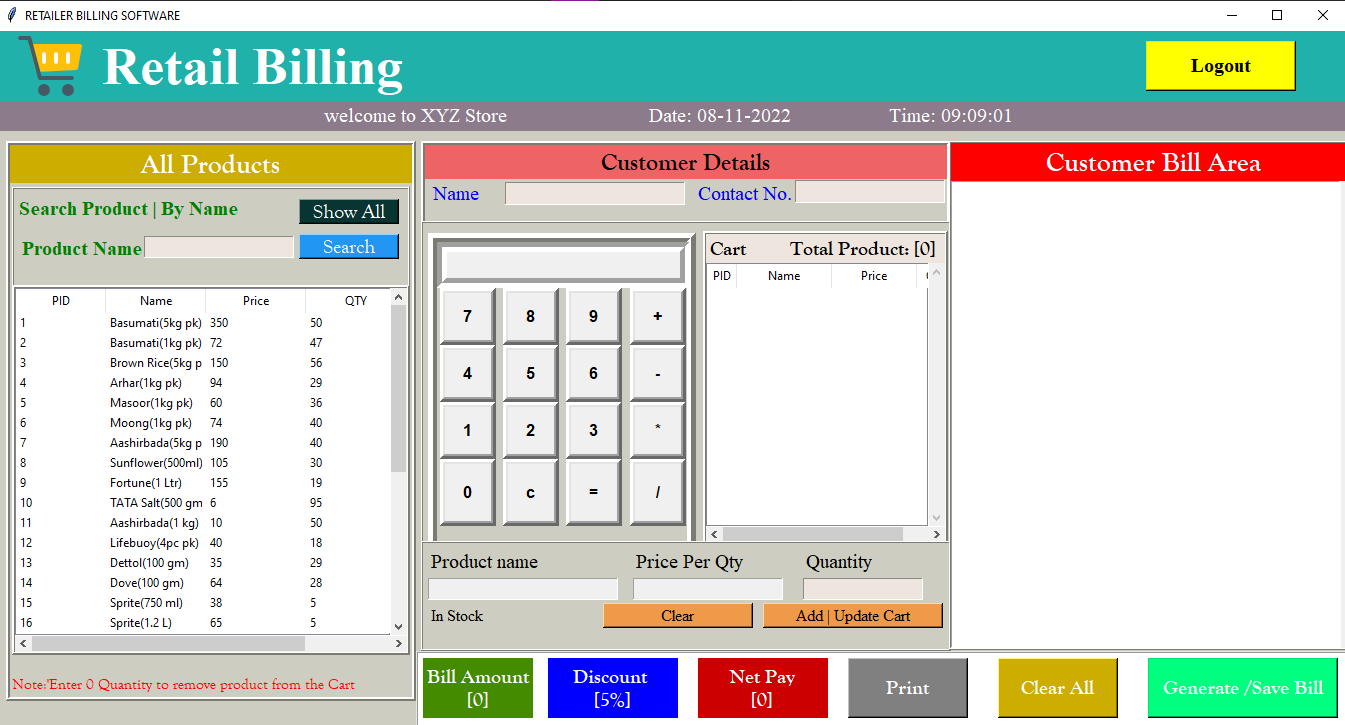 RETAILER BILLING SOFTWARE
Retail Billing
Logout
welcome to XYZ Store Date: 08-11-2022 Time: 09:09:01
All Products
Search Product | By Name
Show All
Product Name
Search
PID Name Price QTY
1 Basumati(5kg pk) 350 50
2 Basumati(1kg pk) 72 47
3 Brown Rice(5kg p 150 56
4 Arhar(1kg pk) 94 29
5 Masoor(1kg pk) 60 36
6 Moong(1kg pk) 74 40
7 Aashirbada(5kg p 190 40
8 Sunflower(500ml) 105 30
9 Fortune(1 Ltr) 155 19
10 TATA Salt(500 gm 6 95
11 Aashirbada(1 kg) 10 50
12 Lifebuoy(4pc pk) 40 18
13 Dettol(100 gm) 35 29
14 Dove(100 gm) 64 28
15 Sprite(750 ml) 38 5
16 Sprite(1.2 L) 65 5
Note:'Enter 0 Quantity to remove product from the Cart
Customer Details
Name Contact No.
7 8 9 +
4 5 6 -
1 2 3 *
0 c = /
Cart Total Product: [0]
PID Name Price
Product name Price Per Qty Quantity
In Stock Clear Add | Update Cart
Customer Bill Area
Bill Amount
[0]
Discount
[5%]
Net Pay
[0]
Print
Clear All
Generate /Save Bill